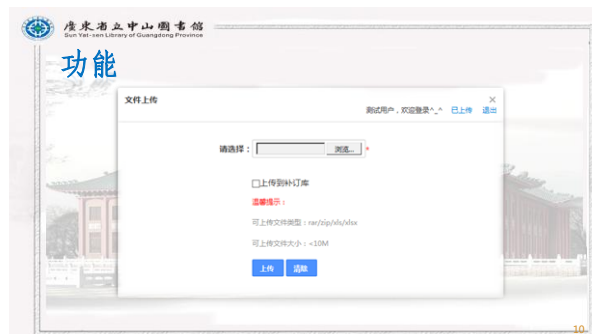 廣東省立中山圖書館
Sun Yat-sen Library of Guangdong Province
功能
文件上传
×
测试用户，欢迎登录^_^ 已上传 退出
请选择： 浏览... *
上传到补订库
温馨提示：
可上传文件类型：rar/zip/xls/xlsx
可上传文件大小：<10M
上传 清除
10